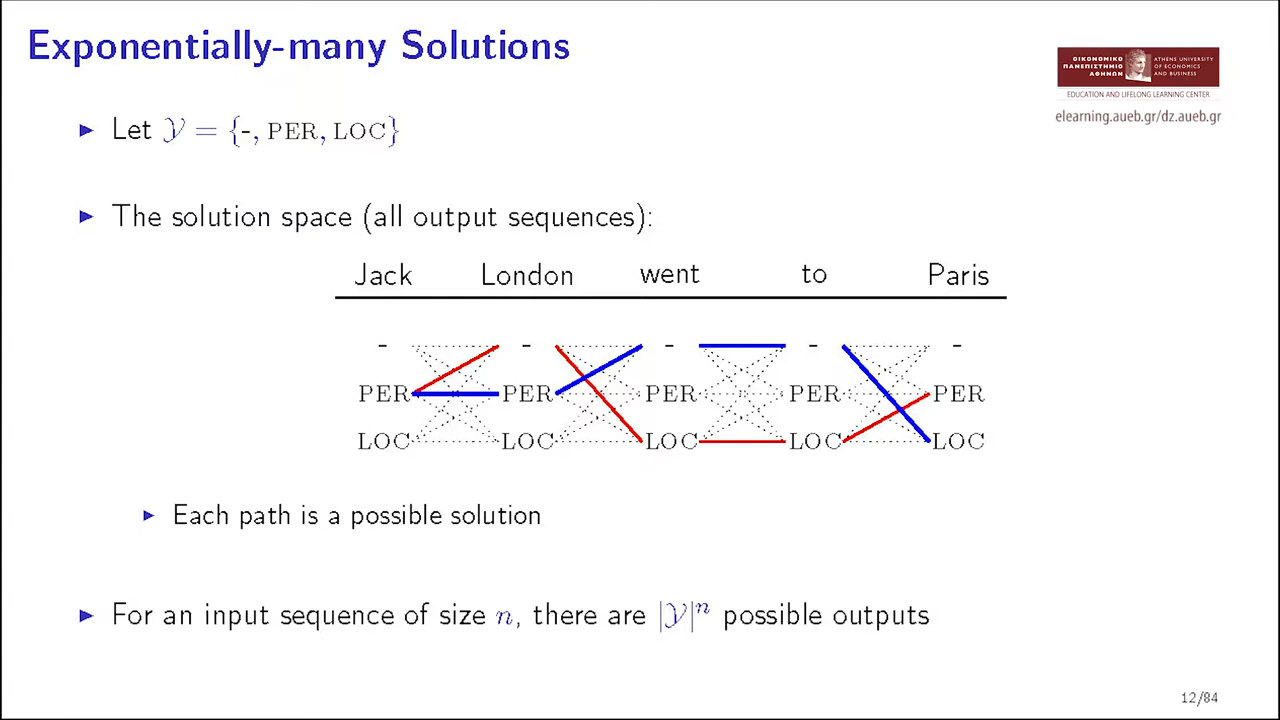 Exponentially-many Solutions
ΟΙΚΟΝΟΜΙΚΟ ΠΑΝΕΠΙΣΤΗΜΙΟ ΑΘΗΝΩΝ
ATHENS UNIVERSITY OF ECONOMICS AND BUSINESS
EDUCATION AND LIFELONG LEARNING CENTER
elearning.aueb.gr/dz.aueb.gr
▶ Let 𝒴 = {-, PER, LOC}
▶ The solution space (all output sequences):
Jack London went to Paris
- - - - -
PER PER PER PER PER
LOC LOC LOC LOC LOC
▶ Each path is a possible solution
▶ For an input sequence of size n, there are |𝒴|ⁿ possible outputs
12/84